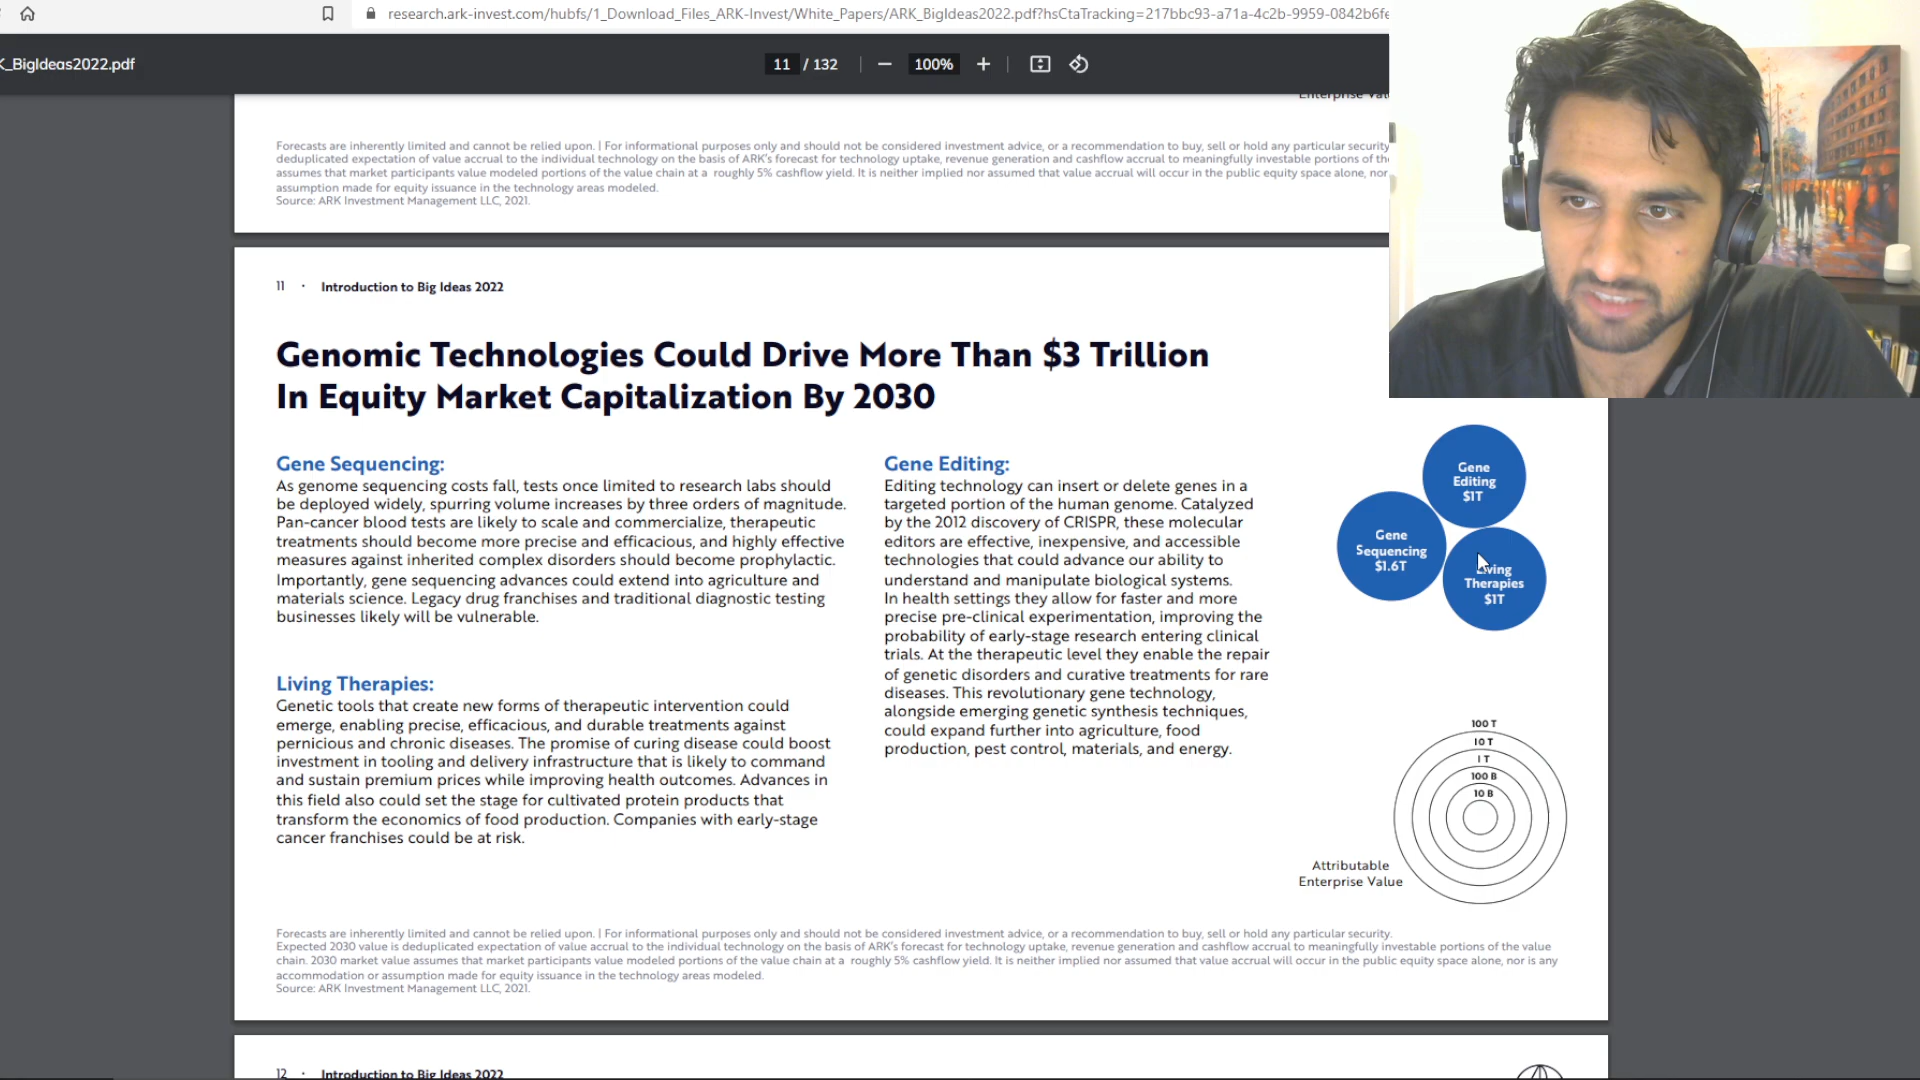 research.ark-invest.com/hubfs/1_Download_Files_ARK-Invest/White_Papers/ARK_BigIdeas2022.pdf?hsCtaTracking=217bbc93-a71a-4c2b-9959-0842b6fe
K_BigIdeas2022.pdf
11 / 132
100%
Enterprise Val
Forecasts are inherently limited and cannot be relied upon. | For informational purposes only and should not be considered investment advice, or a recommendation to buy, sell or hold any particular security
deduplicated expectation of value accrual to the individual technology on the basis of ARK's forecast for technology uptake, revenue generation and cashflow accrual to meaningfully investable portions of th
assumes that market participants value modeled portions of the value chain at a roughly 5% cashflow yield. It is neither implied nor assumed that value accrual will occur in the public equity space alone, nor
assumption made for equity issuance in the technology areas modeled.
Source: ARK Investment Management LLC, 2021.
11 · Introduction to Big Ideas 2022
Genomic Technologies Could Drive More Than $3 Trillion
In Equity Market Capitalization By 2030
Gene Sequencing:
As genome sequencing costs fall, tests once limited to research labs should
be deployed widely, spurring volume increases by three orders of magnitude.
Pan-cancer blood tests are likely to scale and commercialize, therapeutic
treatments should become more precise and efficacious, and highly effective
measures against inherited complex disorders should become prophylactic.
Importantly, gene sequencing advances could extend into agriculture and
materials science. Legacy drug franchises and traditional diagnostic testing
businesses likely will be vulnerable.
Living Therapies:
Genetic tools that create new forms of therapeutic intervention could
emerge, enabling precise, efficacious, and durable treatments against
pernicious and chronic diseases. The promise of curing disease could boost
investment in tooling and delivery infrastructure that is likely to command
and sustain premium prices while improving health outcomes. Advances in
this field also could set the stage for cultivated protein products that
transform the economics of food production. Companies with early-stage
cancer franchises could be at risk.
Gene Editing:
Editing technology can insert or delete genes in a
targeted portion of the human genome. Catalyzed
by the 2012 discovery of CRISPR, these molecular
editors are effective, inexpensive, and accessible
technologies that could advance our ability to
understand and manipulate biological systems.
In health settings they allow for faster and more
precise pre-clinical experimentation, improving the
probability of early-stage research entering clinical
trials. At the therapeutic level they enable the repair
of genetic disorders and curative treatments for rare
diseases. This revolutionary gene technology,
alongside emerging genetic synthesis techniques,
could expand further into agriculture, food
production, pest control, materials, and energy.
Gene
Editing
$1T
Gene
Sequencing
$1.6T
Living
Therapies
$1T
100 T
10 T
1 T
100 B
10 B
Attributable
Enterprise Value
Forecasts are inherently limited and cannot be relied upon. | For informational purposes only and should not be considered investment advice, or a recommendation to buy, sell or hold any particular security.
Expected 2030 value is deduplicated expectation of value accrual to the individual technology on the basis of ARK's forecast for technology uptake, revenue generation and cashflow accrual to meaningfully investable portions of the value
chain. 2030 market value assumes that market participants value modeled portions of the value chain at a roughly 5% cashflow yield. It is neither implied nor assumed that value accrual will occur in the public equity space alone, nor is any
accommodation or assumption made for equity issuance in the technology areas modeled.
Source: ARK Investment Management LLC, 2021.
12 · Introduction to Big Ideas 2022